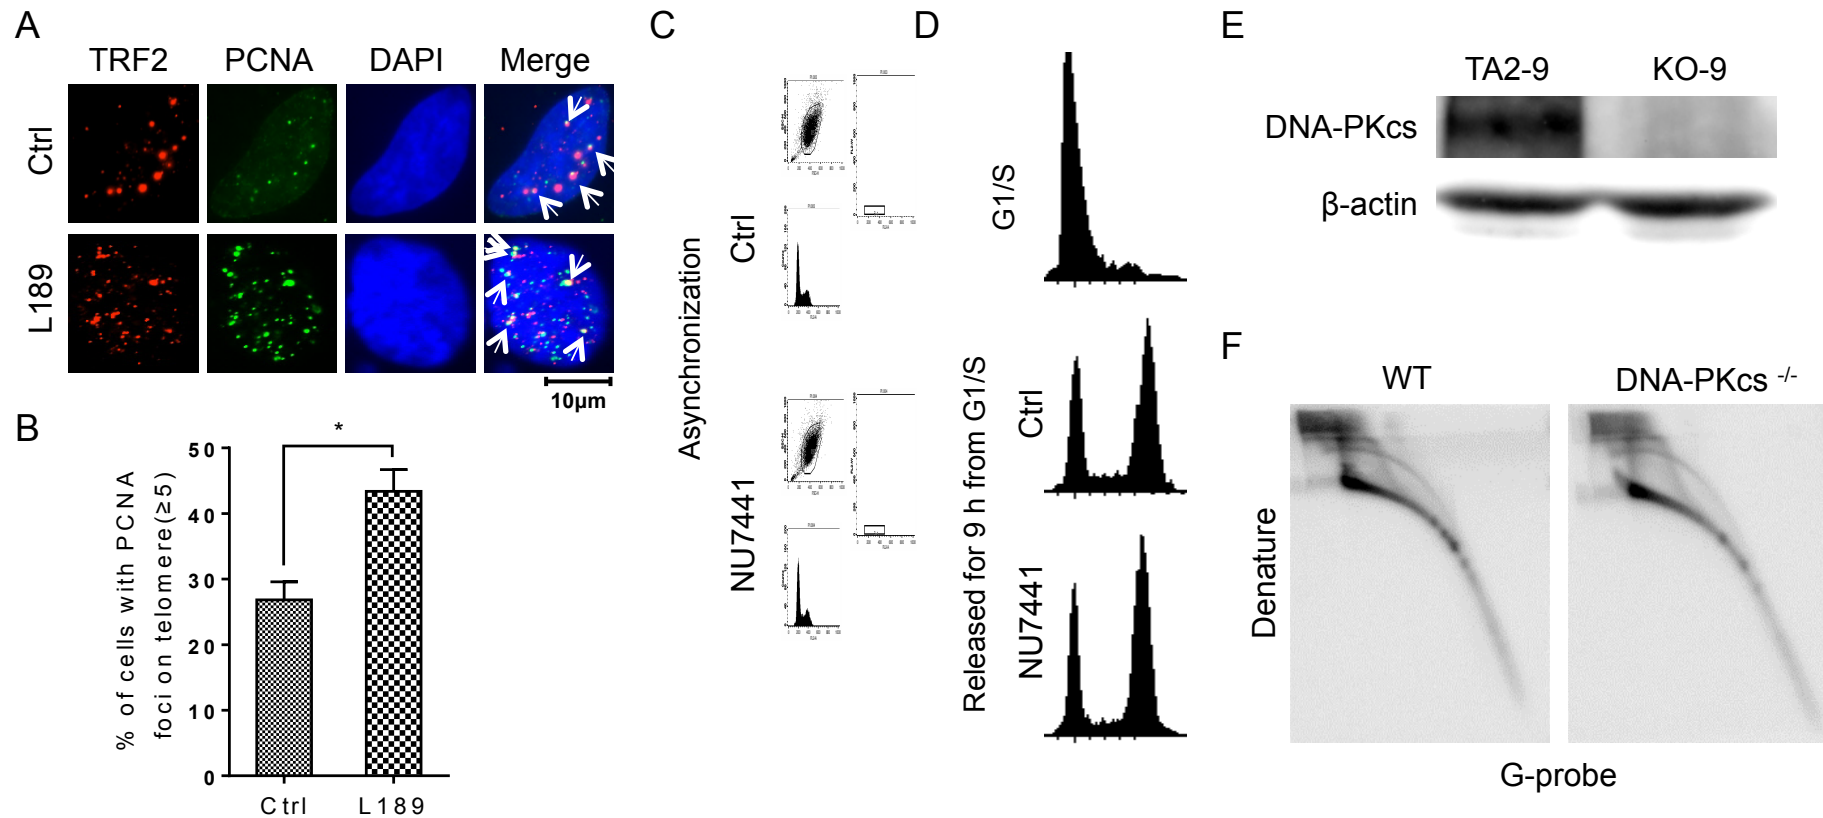 A
TRF2 PCNA DAPI Merge
Ctrl
L189
10μm
B
*
% of cells with PCNA
foci on telomere(≥5)
50
40
30
20
10
0
Ctrl L189
C
Asynchronization
Ctrl
NU7441
D
G1/S
Released for 9 h from G1/S
Ctrl
NU7441
E
TA2-9 KO-9
DNA-PKcs
β-actin
F
WT DNA-PKcs -/-
Denature
G-probe